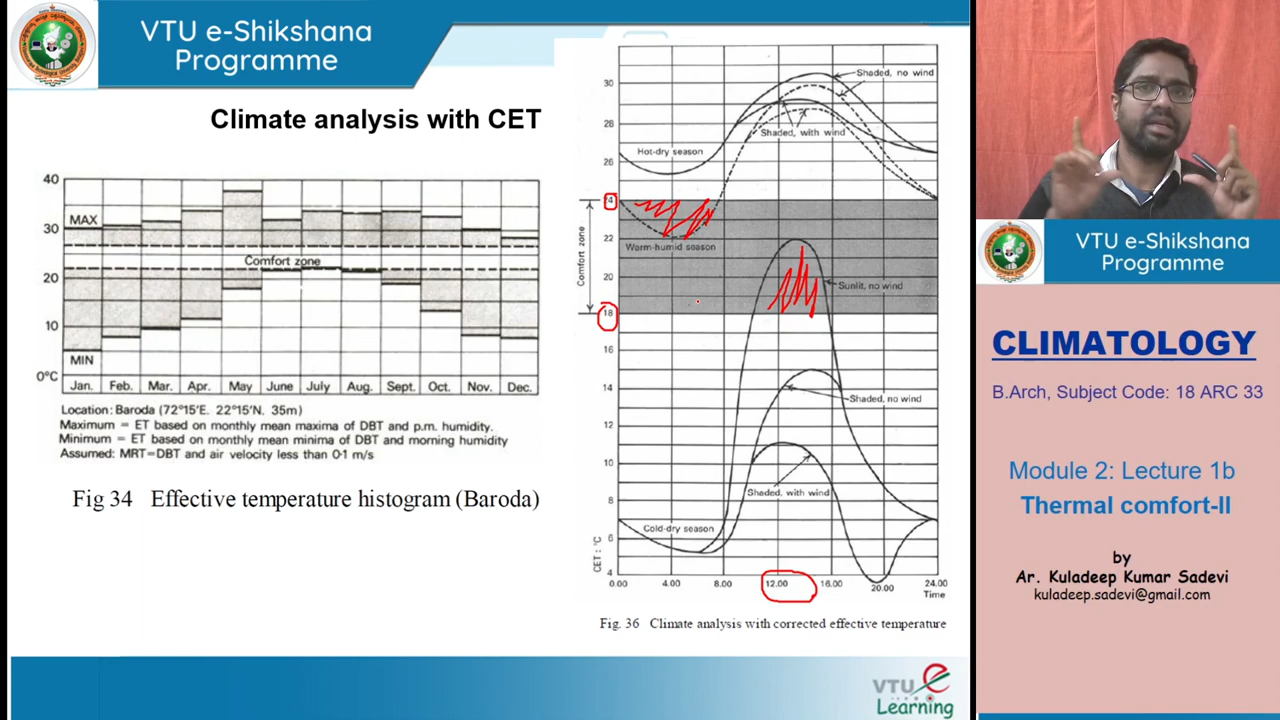 VTU e-Shikshana
Programme
Climate analysis with CET
40
MAX
30
Comfort zone
20
10
MIN
0°C
Jan. Feb. Mar. Apr. May June July Aug. Sept. Oct. Nov. Dec.
Location: Baroda (72°15'E. 22°15'N. 35m)
Maximum = ET based on monthly mean maxima of DBT and p.m. humidity.
Minimum = ET based on monthly mean minima of DBT and morning humidity
Assumed: MRT=DBT and air velocity less than 0·1 m/s
Fig 34 Effective temperature histogram (Baroda)
Shaded, no wind
30
28
Shaded, with wind
Hot-dry season
26
24
Comfort zone
22
Warm-humid season
20
Sunlit, no wind
18
16
14
Shaded, no wind
12
10
Shaded, with wind
8
Cold-dry season
6
CET : °C
4
0.00 4.00 8.00 12.00 16.00 20.00 24.00
Time
Fig. 36 Climate analysis with corrected effective temperature
VTU e
Learning
VTU e-Shikshana
Programme
CLIMATOLOGY
B.Arch, Subject Code: 18 ARC 33
Module 2: Lecture 1b
Thermal comfort-II
by
Ar. Kuladeep Kumar Sadevi
kuladeep.sadevi@gmail.com